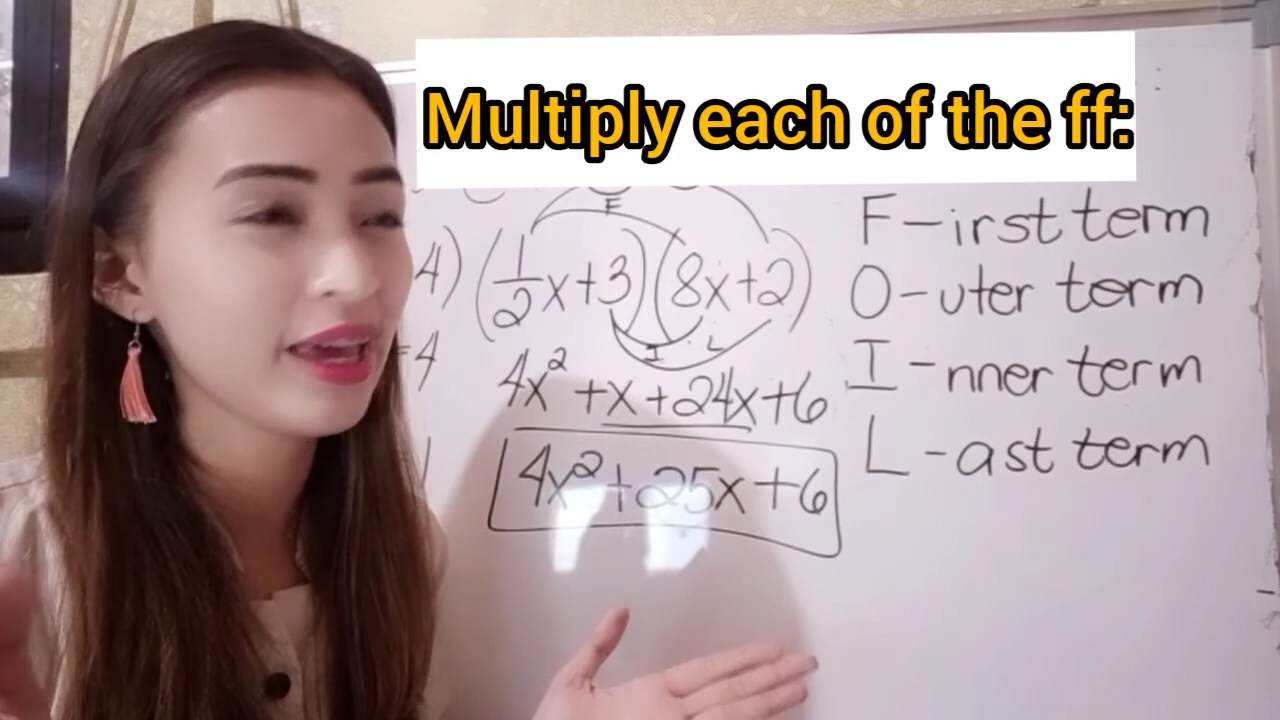 Multiply each of the ff:
F
4) (1/2x+3)(8x+2)
I L
=4
4x²+x+24x+6
4x²+25x+6
F-irst term
O-uter term
I-nner term
L-ast term